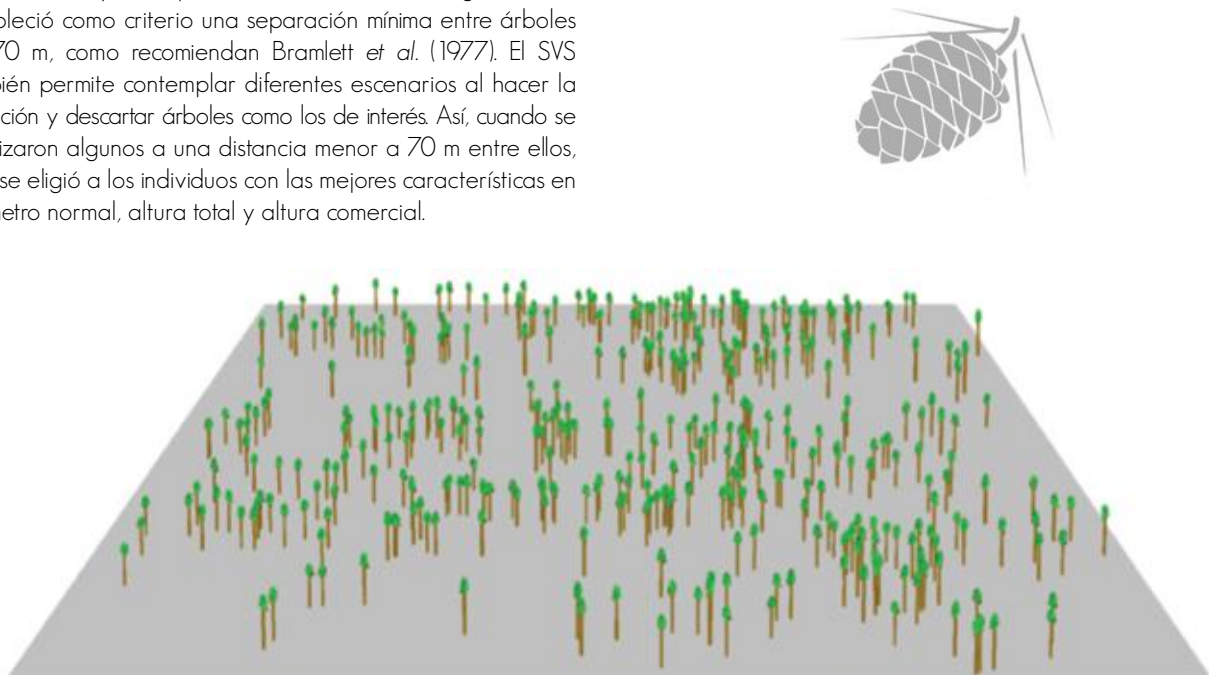 bleció como criterio una separación mínima entre árboles
70 m, como recomiendan Bramlett et al. (1977). El SVS
bién permite contemplar diferentes escenarios al hacer la
ción y descartar árboles como los de interés. Así, cuando se
izaron algunos a una distancia menor a 70 m entre ellos,
se eligió a los individuos con las mejores características en
etro normal, altura total y altura comercial.